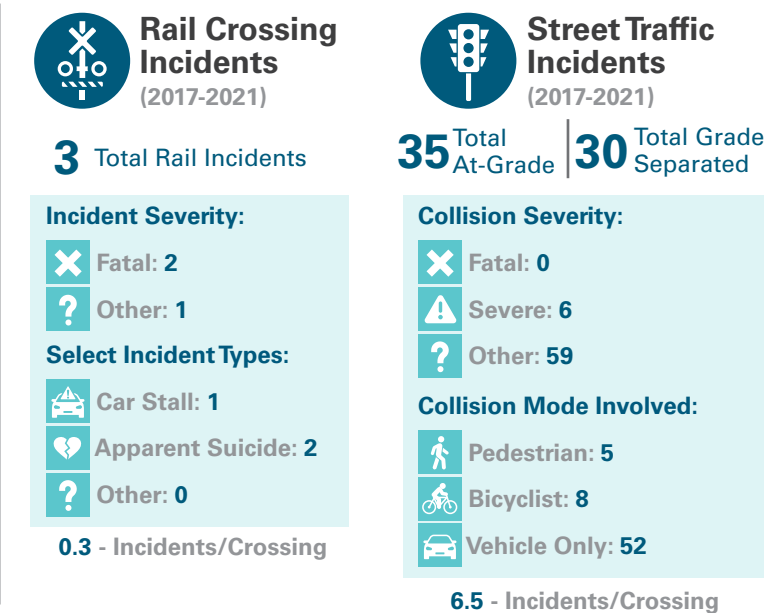 Rail Crossing
Incidents
(2017-2021)
3 Total Rail Incidents
Incident Severity:
Fatal: 2
? Other: 1
Select Incident Types:
Car Stall: 1
Apparent Suicide: 2
? Other: 0
0.3 - Incidents/Crossing
Street Traffic
Incidents
(2017-2021)
35 Total At-Grade
30 Total Grade Separated
Collision Severity:
Fatal: 0
Severe: 6
? Other: 59
Collision Mode Involved:
Pedestrian: 5
Bicyclist: 8
Vehicle Only: 52
6.5 - Incidents/Crossing